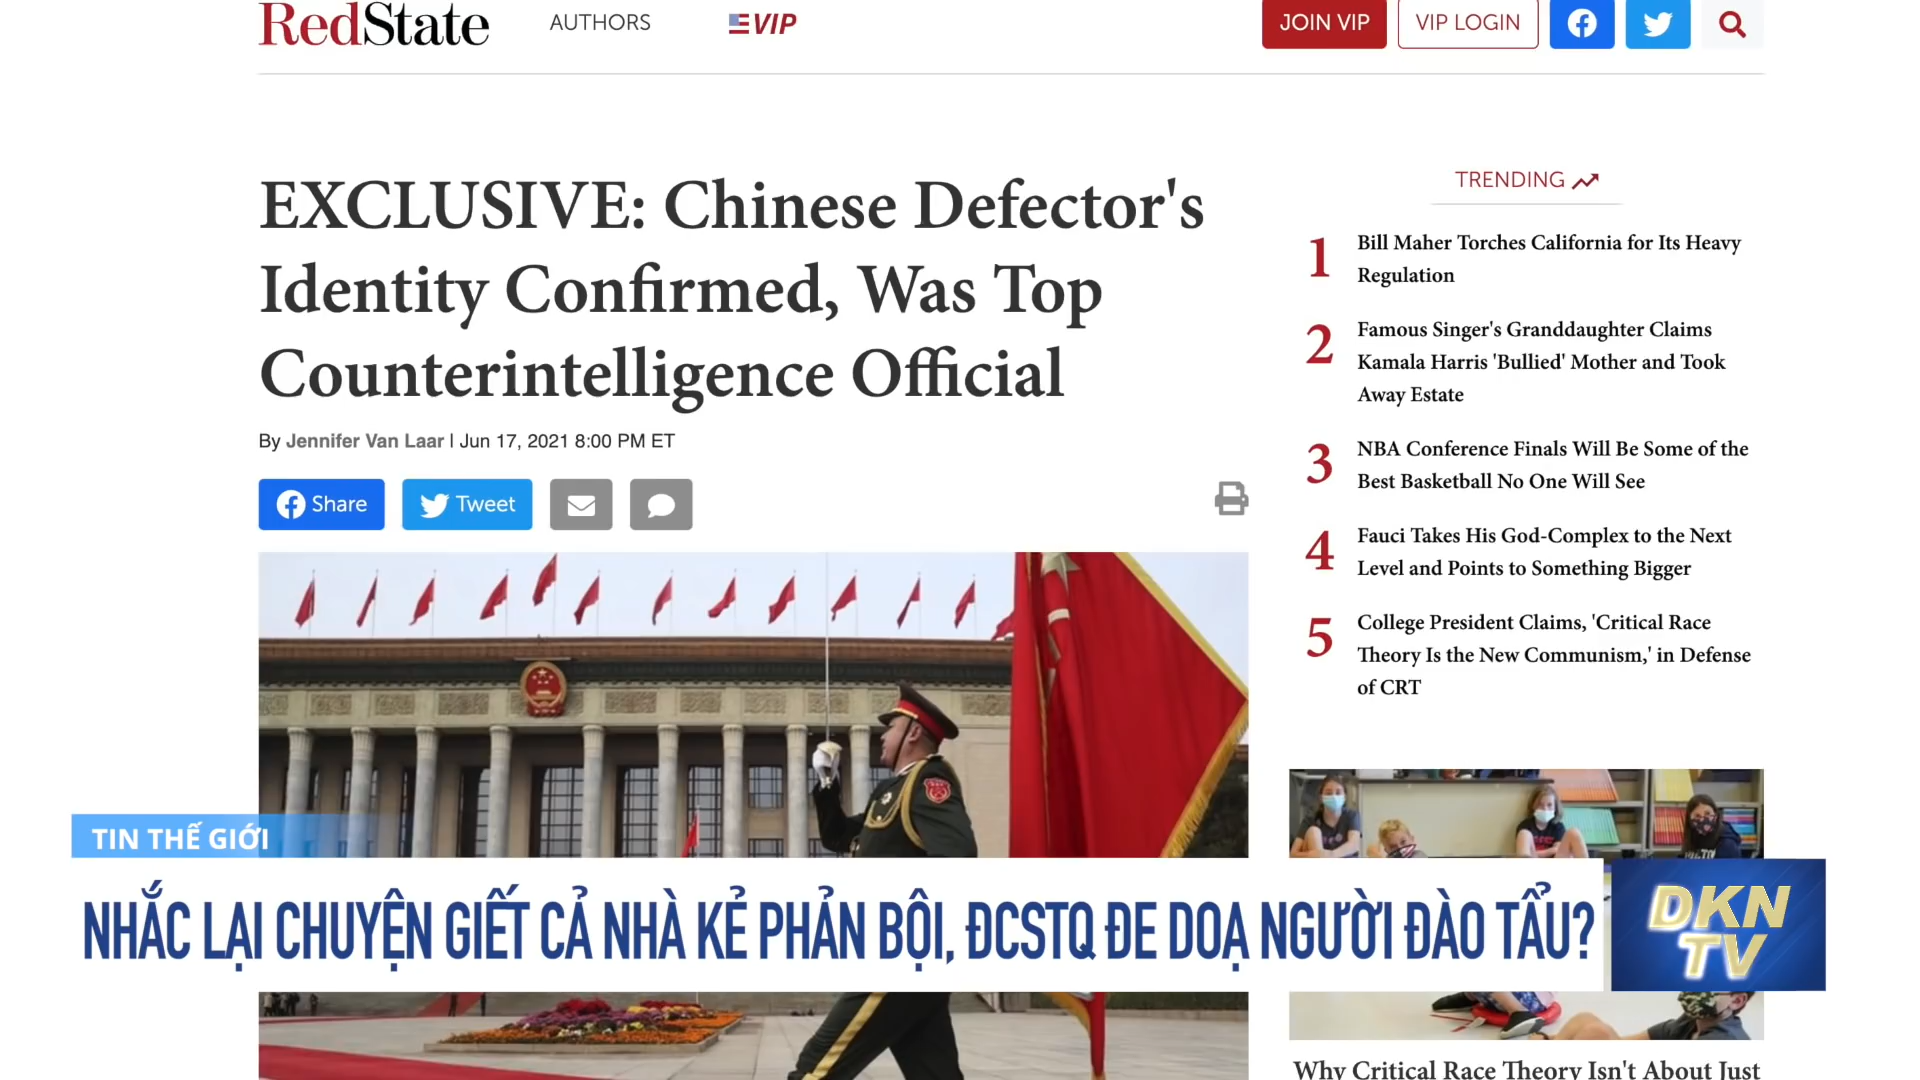 RedState
AUTHORS
VIP
JOIN VIP
VIP LOGIN
EXCLUSIVE: Chinese Defector's
Identity Confirmed, Was Top
Counterintelligence Official
By Jennifer Van Laar | Jun 17, 2021 8:00 PM ET
Share
Tweet
TRENDING
1
Bill Maher Torches California for Its Heavy
Regulation
2
Famous Singer's Granddaughter Claims
Kamala Harris 'Bullied' Mother and Took
Away Estate
3
NBA Conference Finals Will Be Some of the
Best Basketball No One Will See
4
Fauci Takes His God-Complex to the Next
Level and Points to Something Bigger
5
College President Claims, 'Critical Race
Theory Is the New Communism,' in Defense
of CRT
TIN THẾ GIỚI
NHẮC LẠI CHUYỆN GIẾT CẢ NHÀ KẺ PHẢN BỘI, ĐCSTQ ĐE DOẠ NGƯỜI ĐÀO TẨU?
DKN
TV
Why Critical Race Theory Isn't About Just